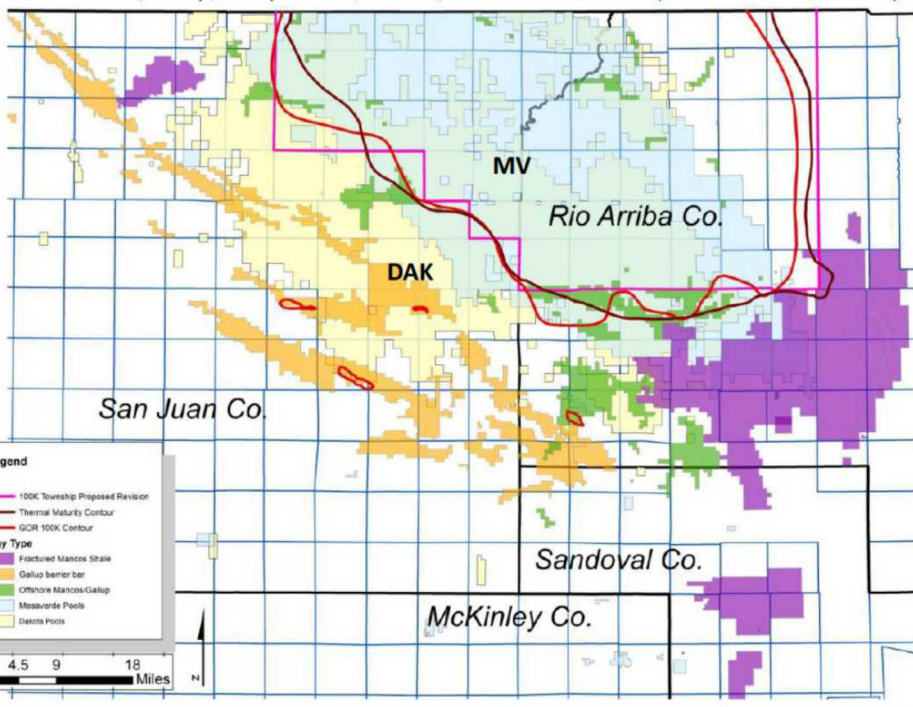 MV
Rio Arriba Co.
DAK
San Juan Co.
gend
100K Township Proposed Revision
Thermal Maturity Contour
GOR 100K Contour
y Type
Fractured Mancos Shale
Gallup barrier bar
Offshore Mancos/Gallup
Mesaverde Pools
Dakota Pools
4.5 9 18
Miles
N
Sandoval Co.
McKinley Co.